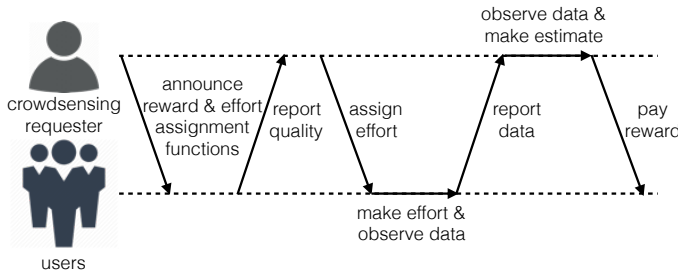 observe data &
make estimate
crowdsensing
requester
announce
reward & effort
assignment
functions
report
quality
assign
effort
report
data
pay
reward
make effort &
observe data
users